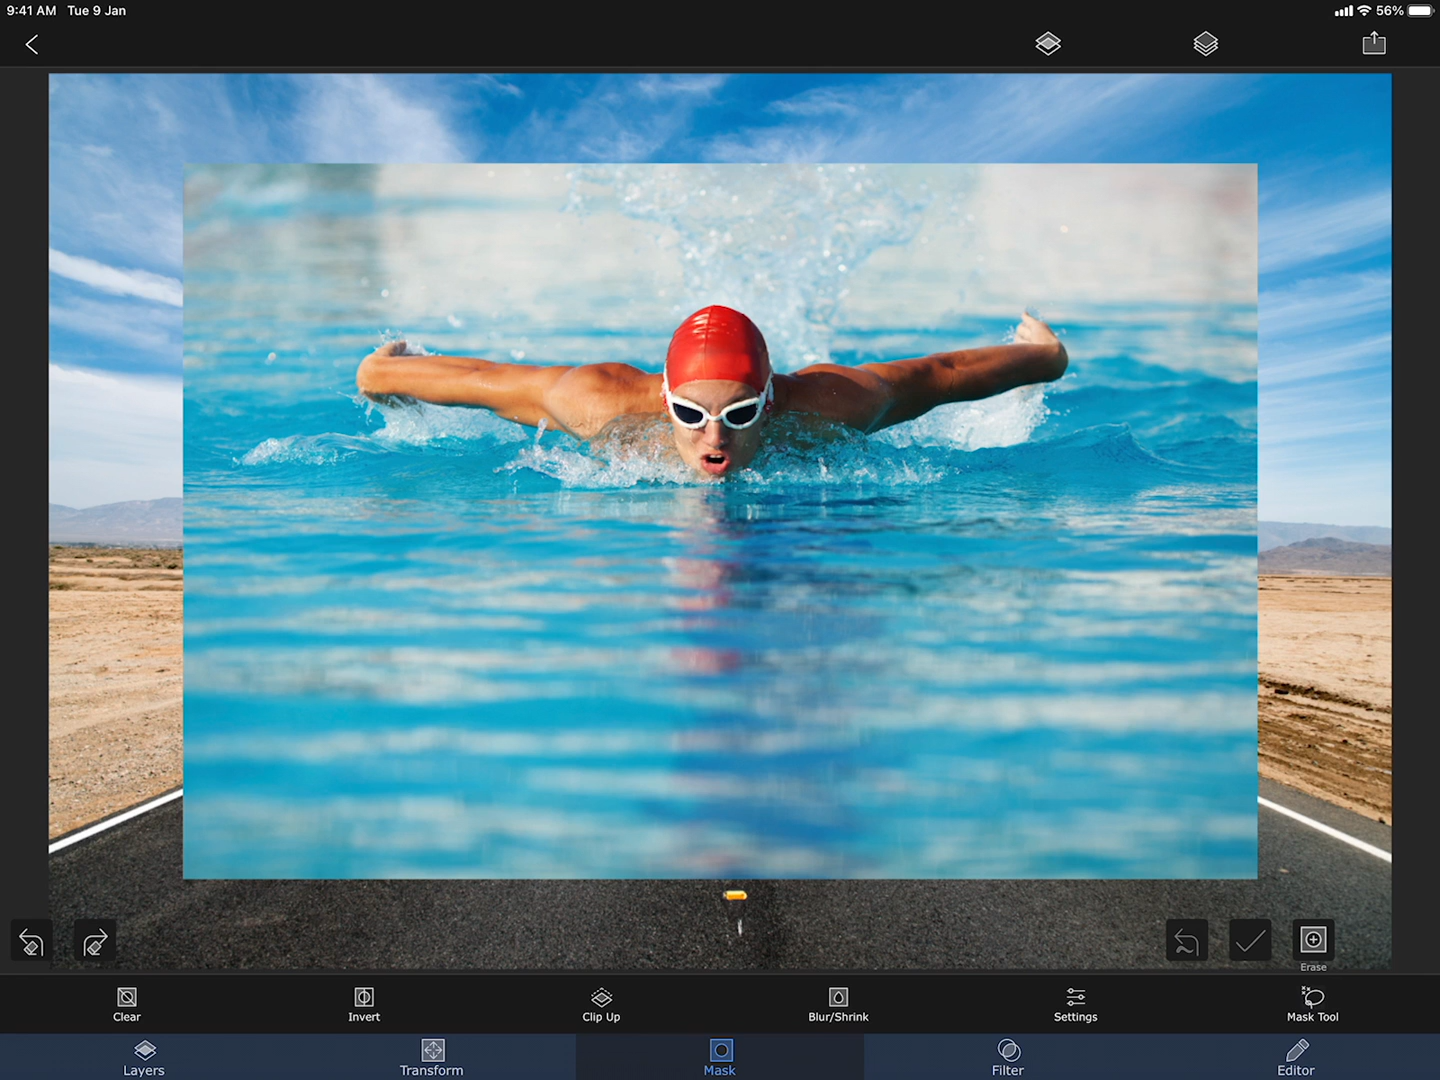 9:41 AM Tue 9 Jan 56%
Erase
Clear Invert Clip Up Blur/Shrink Settings Mask Tool
Layers Transform Mask Filter Editor